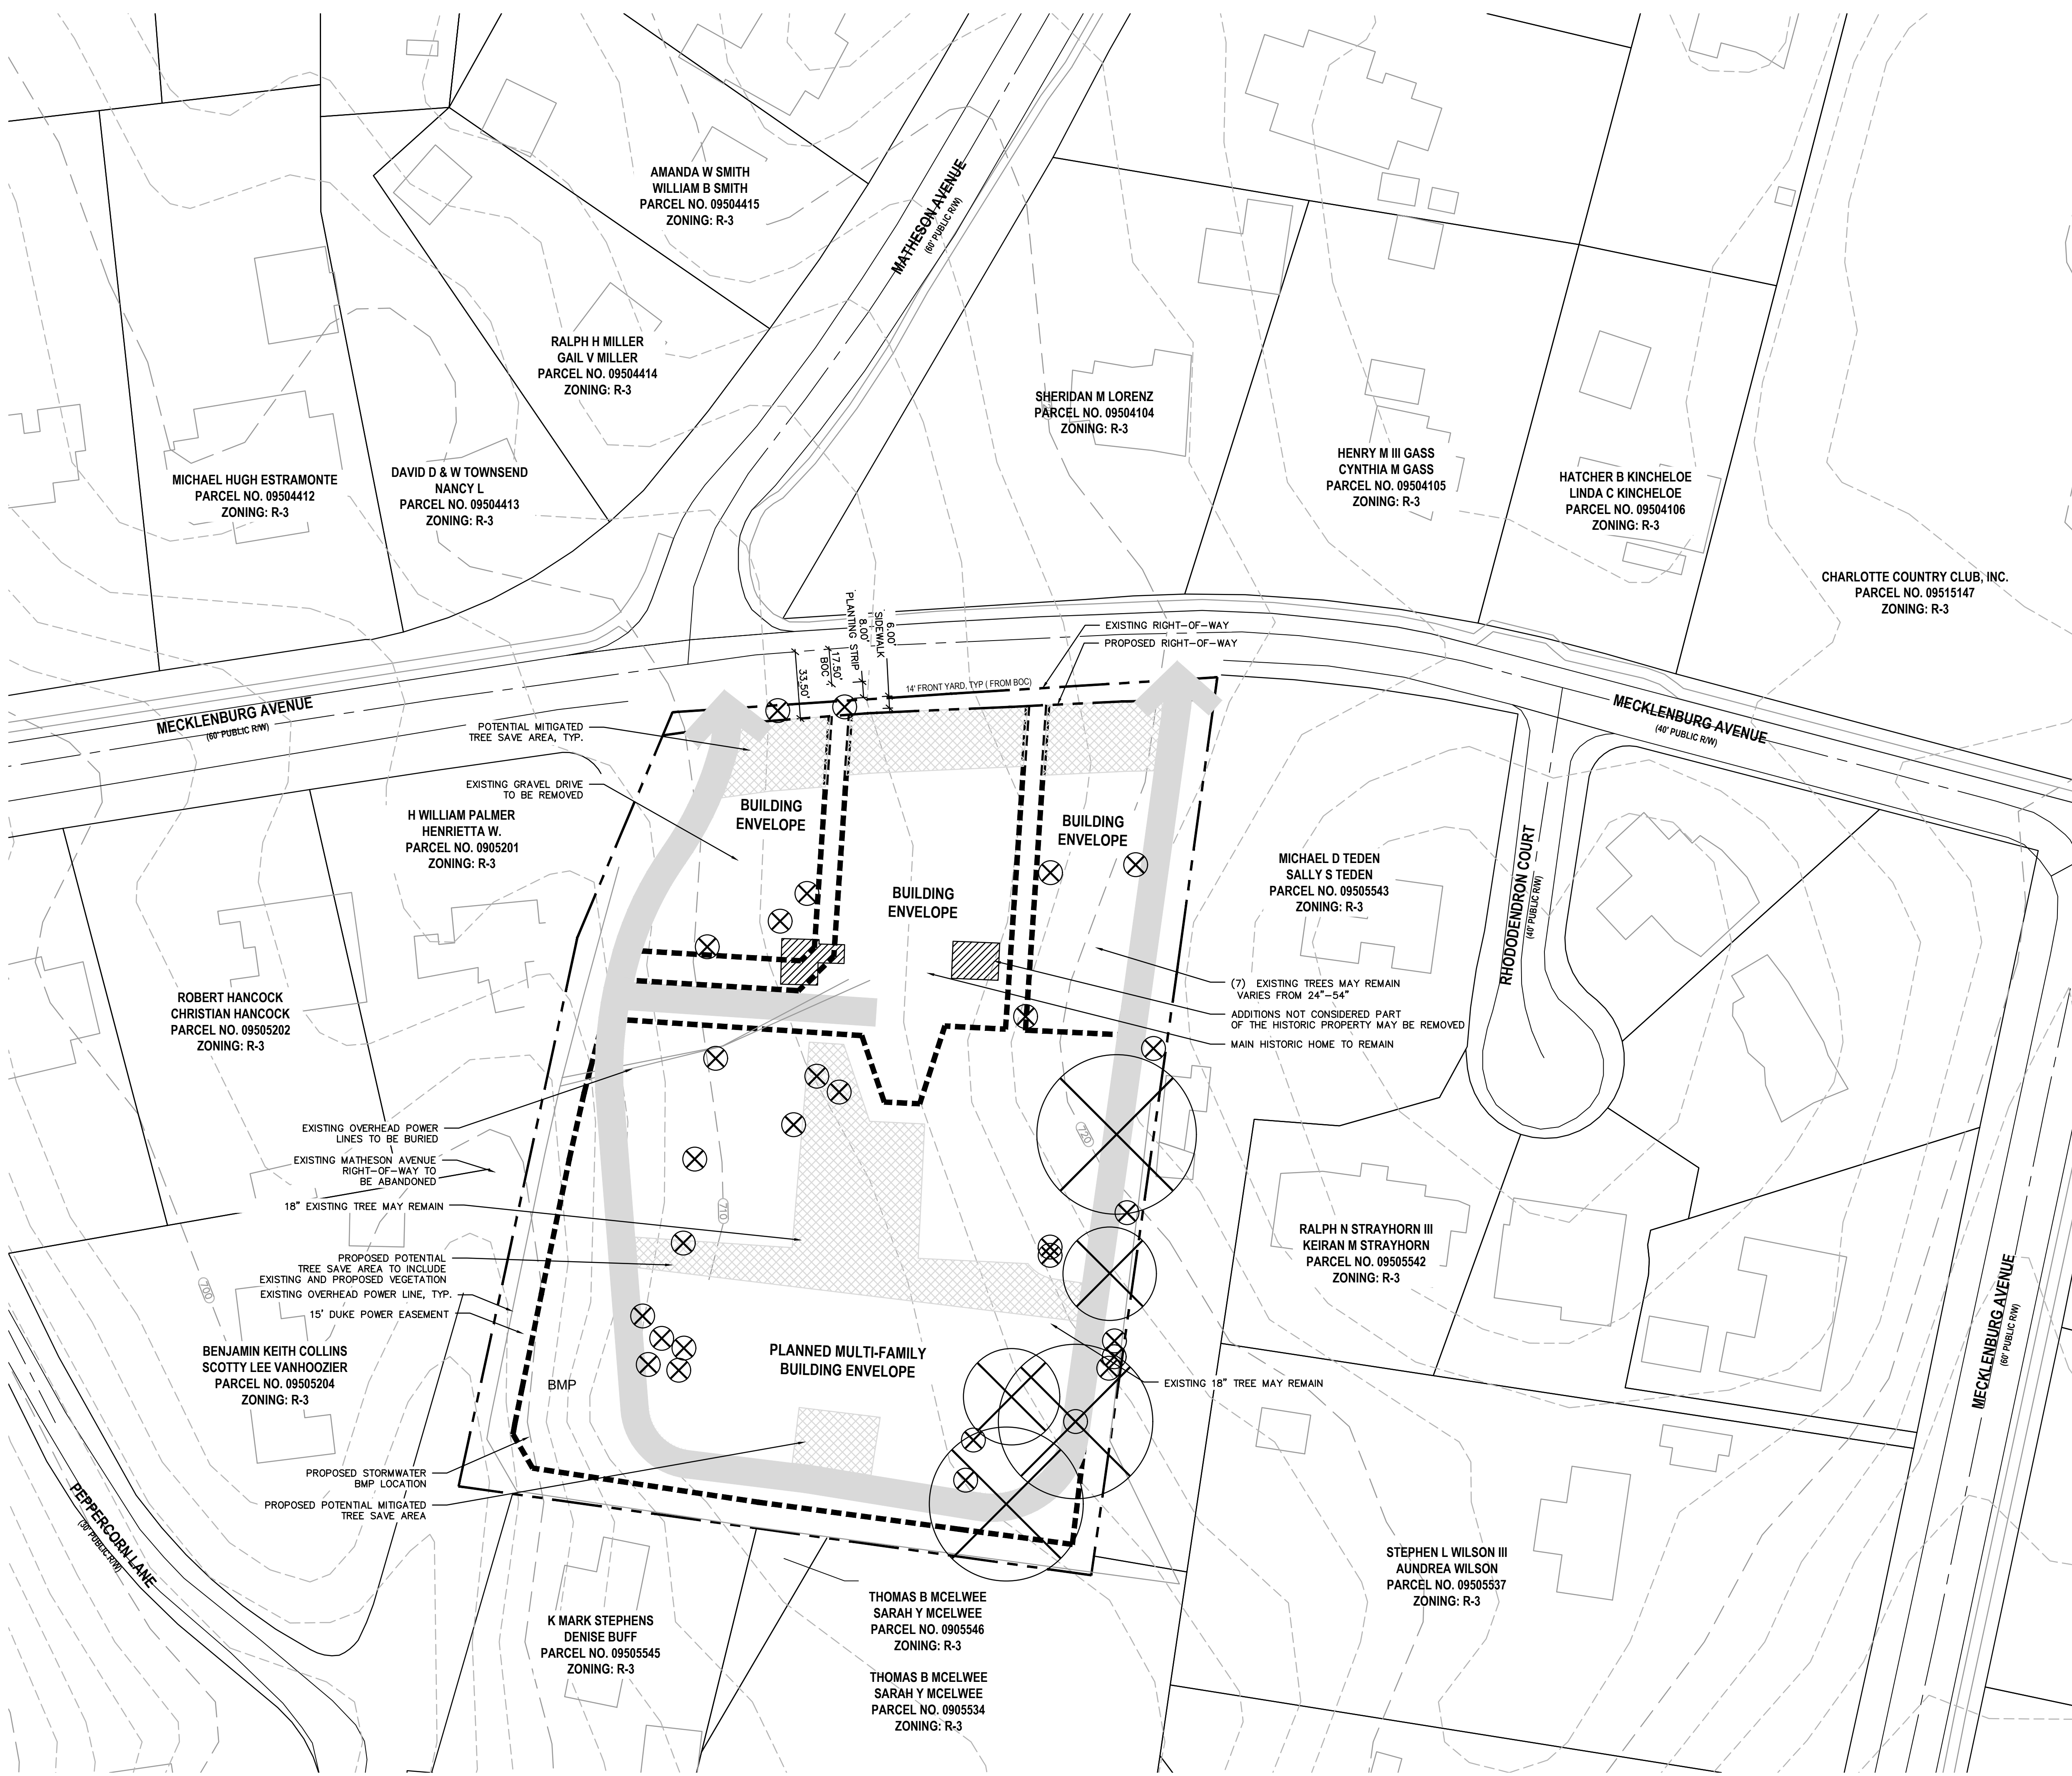 AMANDA W SMITH
WILLIAM B SMITH
PARCEL NO. 09504415
ZONING: R-3
MATHESON AVENUE
(60' PUBLIC R/W)
RALPH H MILLER
GAIL V MILLER
PARCEL NO. 09504414
ZONING: R-3
SHERIDAN M LORENZ
PARCEL NO. 09504104
ZONING: R-3
HENRY M III GASS
CYNTHIA M GASS
PARCEL NO. 09504105
ZONING: R-3
HATCHER B KINCHELOE
LINDA C KINCHELOE
PARCEL NO. 09504106
ZONING: R-3
MICHAEL HUGH ESTRAMONTE
PARCEL NO. 09504412
ZONING: R-3
DAVID D & W TOWNSEND
NANCY L
PARCEL NO. 09504413
ZONING: R-3
CHARLOTTE COUNTRY CLUB, INC.
PARCEL NO. 09515147
ZONING: R-3
6.00'
SIDEWALK
8.00'
PLANTING STRIP
17.50'
BOC
33.50'
EXISTING RIGHT-OF-WAY
PROPOSED RIGHT-OF-WAY
14' FRONT YARD, TYP ( FROM BOC)
MECKLENBURG AVENUE
(60' PUBLIC R/W)
MECKLENBURG AVENUE
(40' PUBLIC R/W)
POTENTIAL MITIGATED
TREE SAVE AREA, TYP.
EXISTING GRAVEL DRIVE
TO BE REMOVED
H WILLIAM PALMER
HENRIETTA W.
PARCEL NO. 0905201
ZONING: R-3
BUILDING
ENVELOPE
BUILDING
ENVELOPE
BUILDING
ENVELOPE
MICHAEL D TEDEN
SALLY S TEDEN
PARCEL NO. 09505543
ZONING: R-3
RHODODENDRON COURT
(40' PUBLIC R/W)
(7) EXISTING TREES MAY REMAIN
VARIES FROM 24"-54"
ADDITIONS NOT CONSIDERED PART
OF THE HISTORIC PROPERTY MAY BE REMOVED
MAIN HISTORIC HOME TO REMAIN
ROBERT HANCOCK
CHRISTIAN HANCOCK
PARCEL NO. 09505202
ZONING: R-3
EXISTING OVERHEAD POWER
LINES TO BE BURIED
EXISTING MATHESON AVENUE
RIGHT-OF-WAY TO
BE ABANDONED
18" EXISTING TREE MAY REMAIN
PROPOSED POTENTIAL
TREE SAVE AREA TO INCLUDE
EXISTING AND PROPOSED VEGETATION
EXISTING OVERHEAD POWER LINE, TYP.
15' DUKE POWER EASEMENT
700
710
720
RALPH N STRAYHORN III
KEIRAN M STRAYHORN
PARCEL NO. 09505542
ZONING: R-3
MECKLENBURG AVENUE
(60' PUBLIC R/W)
BENJAMIN KEITH COLLINS
SCOTTY LEE VANHOOZIER
PARCEL NO. 09505204
ZONING: R-3
BMP
PLANNED MULTI-FAMILY
BUILDING ENVELOPE
EXISTING 18" TREE MAY REMAIN
PROPOSED STORMWATER
BMP LOCATION
PROPOSED POTENTIAL MITIGATED
TREE SAVE AREA
PEPPERCORN LANE
(30' PUBLIC R/W)
STEPHEN L WILSON III
AUNDREA WILSON
PARCEL NO. 09505537
ZONING: R-3
K MARK STEPHENS
DENISE BUFF
PARCEL NO. 09505545
ZONING: R-3
THOMAS B MCELWEE
SARAH Y MCELWEE
PARCEL NO. 0905546
ZONING: R-3
THOMAS B MCELWEE
SARAH Y MCELWEE
PARCEL NO. 0905534
ZONING: R-3